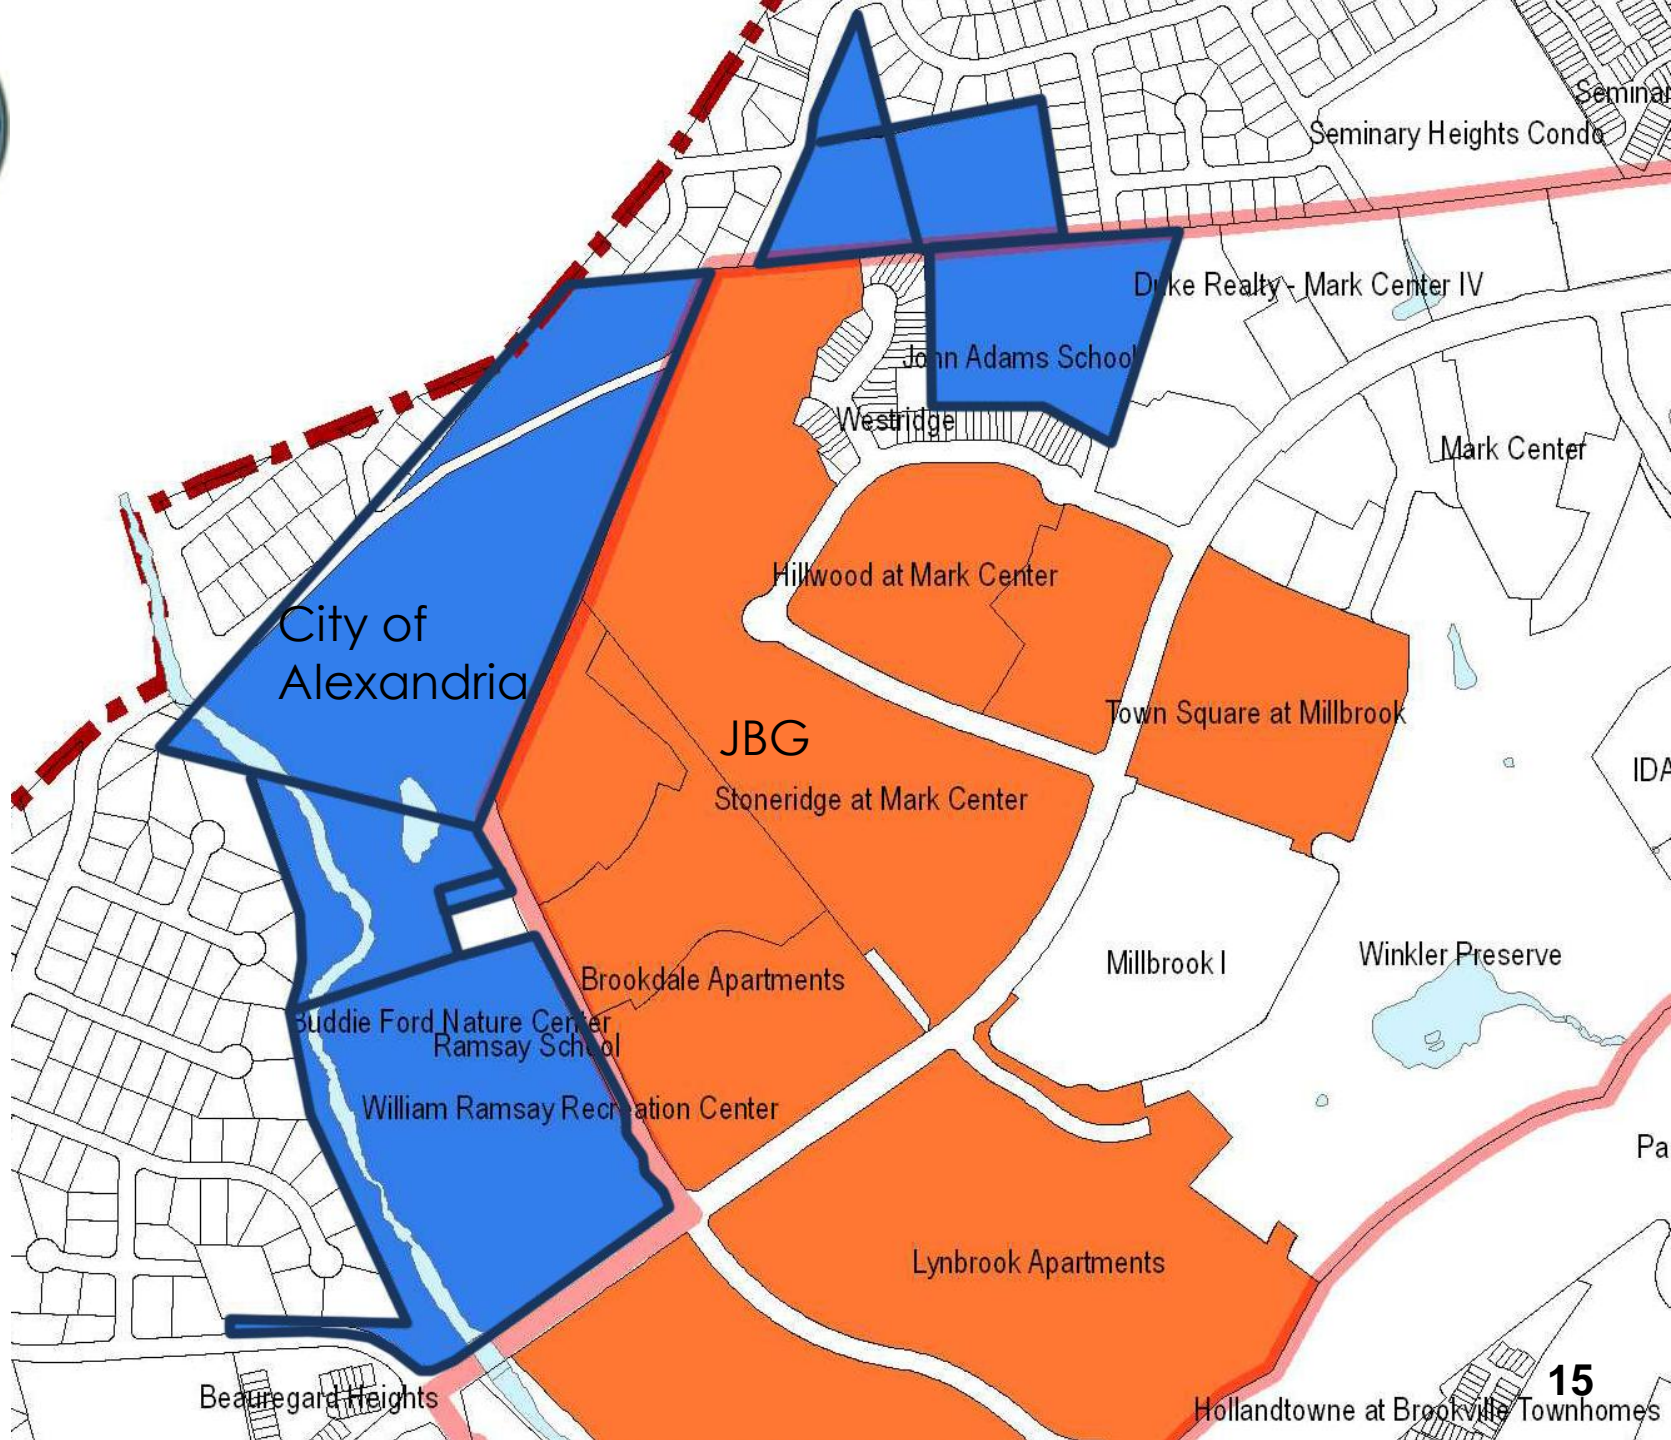 Seminar
Seminary Heights Condo
Duke Realty - Mark Center IV
John Adams School
Westridge
Mark Center
Hillwood at Mark Center
City of
Alexandria
Town Square at Millbrook
JBG
IDA
Stoneridge at Mark Center
Winkler Preserve
Millbrook I
Brookdale Apartments
Buddie Ford Nature Center
Ramsay School
William Ramsay Recreation Center
Pa
Lynbrook Apartments
15
Beauregard Heights
Hollandtowne at Brookville Townhomes